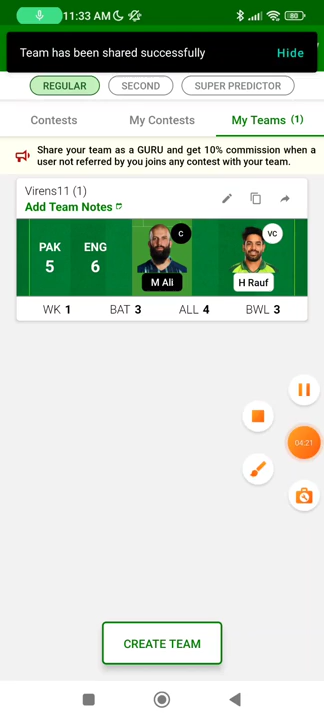 11:33 AM
80
Team has been shared successfully
Hide
REGULAR
SECOND
SUPER PREDICTOR
Contests
My Contests
My Teams (1)
Share your team as a GURU and get 10% commission when a
user not referred by you joins any contest with your team.
Virens11 (1)
Add Team Notes
PAK
5
ENG
6
C
M Ali
VC
H Rauf
WK 1
BAT 3
ALL 4
BWL 3
04:21
CREATE TEAM